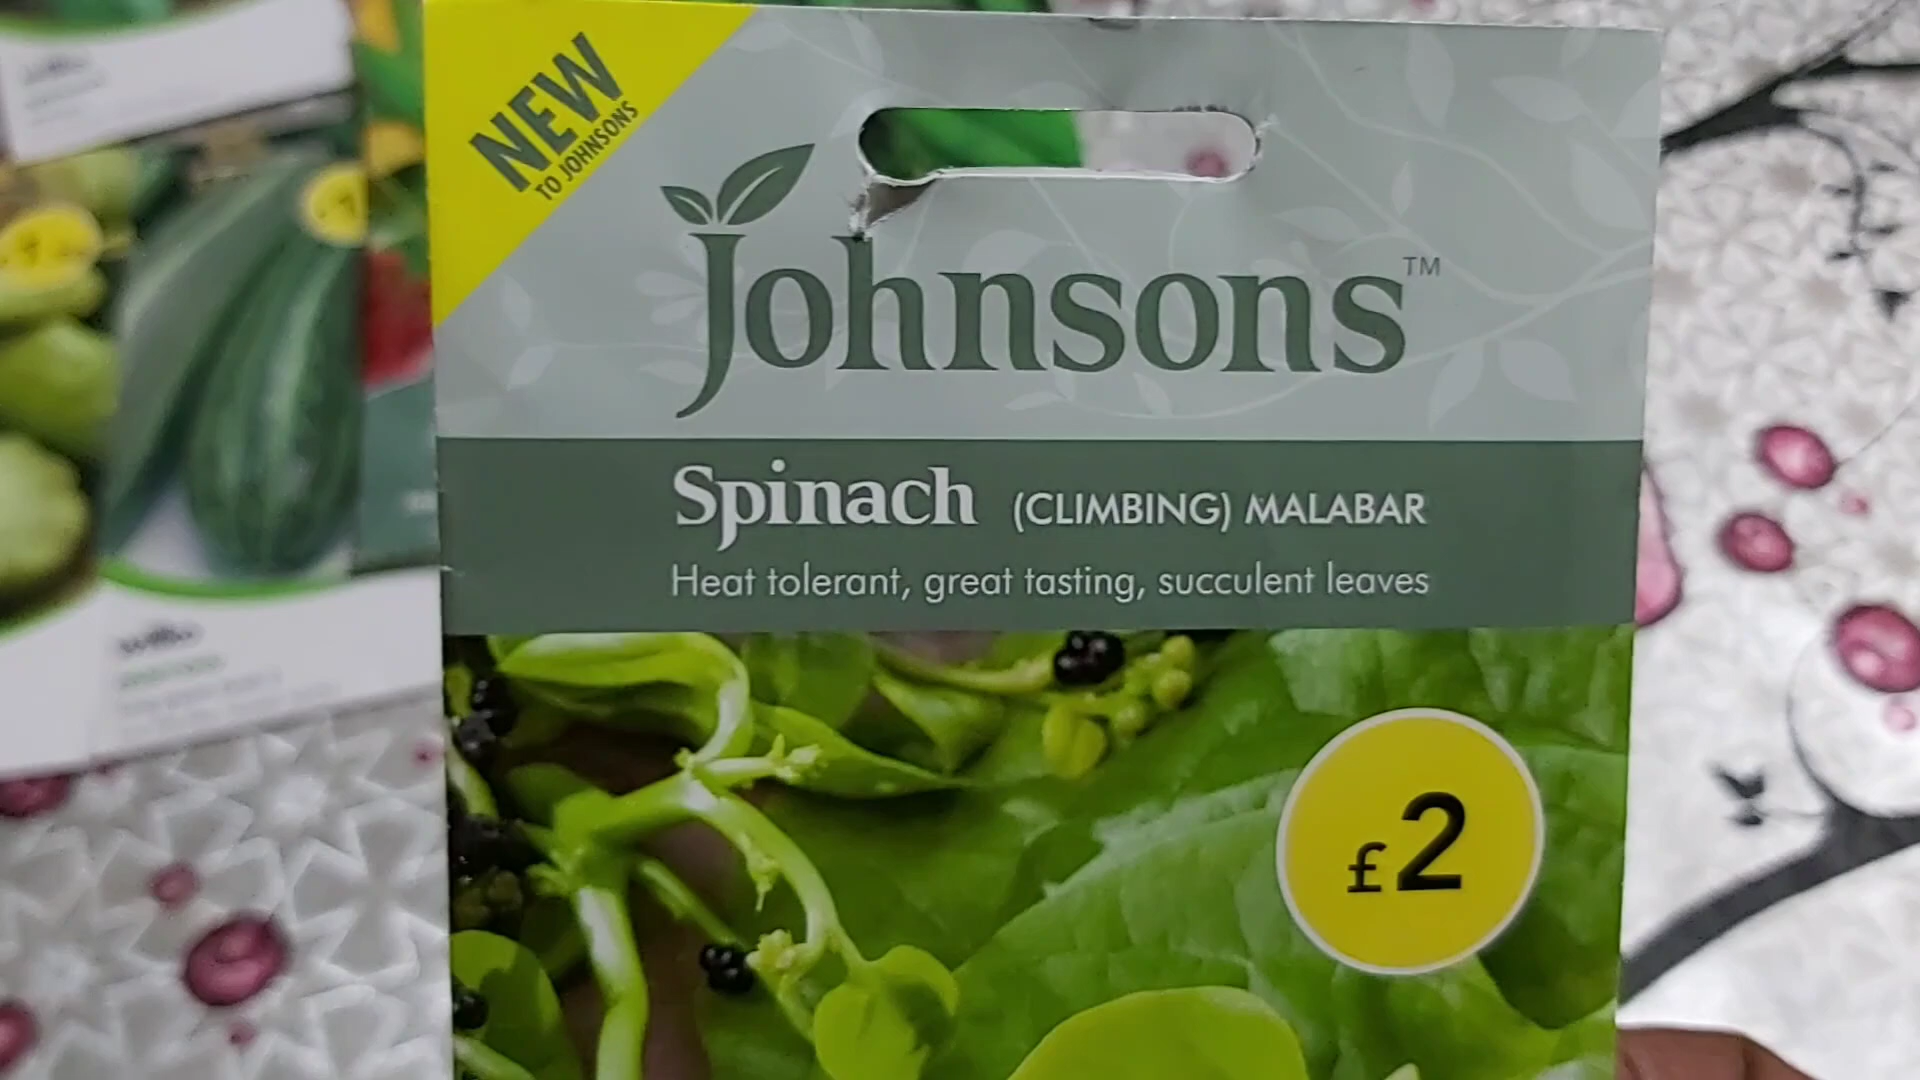 NEW
TO JOHNSONS
Johnsons™
Spinach (CLIMBING) MALABAR
Heat tolerant, great tasting, succulent leaves
£2